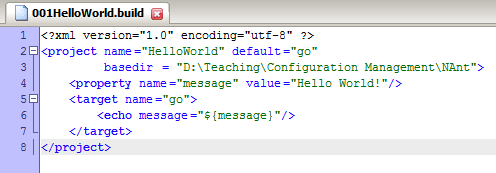 001HelloWorld.build
1 <?xml version="1.0" encoding="utf-8" ?>
2 <project name="HelloWorld" default="go"
3 basedir = "D:\Teaching\Configuration Management\NAnt">
4 <property name="message" value="Hello World!"/>
5 <target name="go">
6 <echo message="${message}"/>
7 </target>
8 </project>